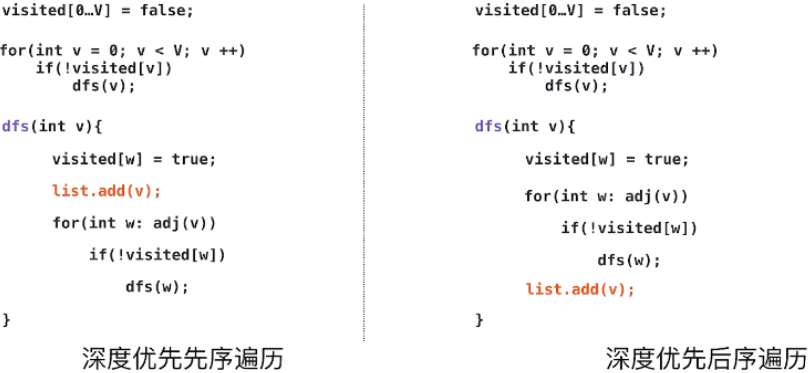 visited[0…V] = false;
for(int v = 0; v < V; v ++)
if(!visited[v])
dfs(v);
dfs(int v){
visited[w] = true;
list.add(v);
for(int w: adj(v))
if(!visited[w])
dfs(w);
}
深度优先先序遍历
visited[0…V] = false;
for(int v = 0; v < V; v ++)
if(!visited[v])
dfs(v);
dfs(int v){
visited[w] = true;
for(int w: adj(v))
if(!visited[w])
dfs(w);
list.add(v);
}
深度优先后序遍历